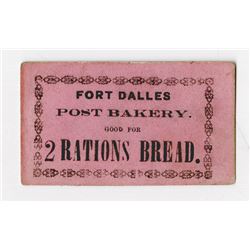 FORT DALLES
POST BAKERY.
GOOD FOR
2 RATIONS BREAD.